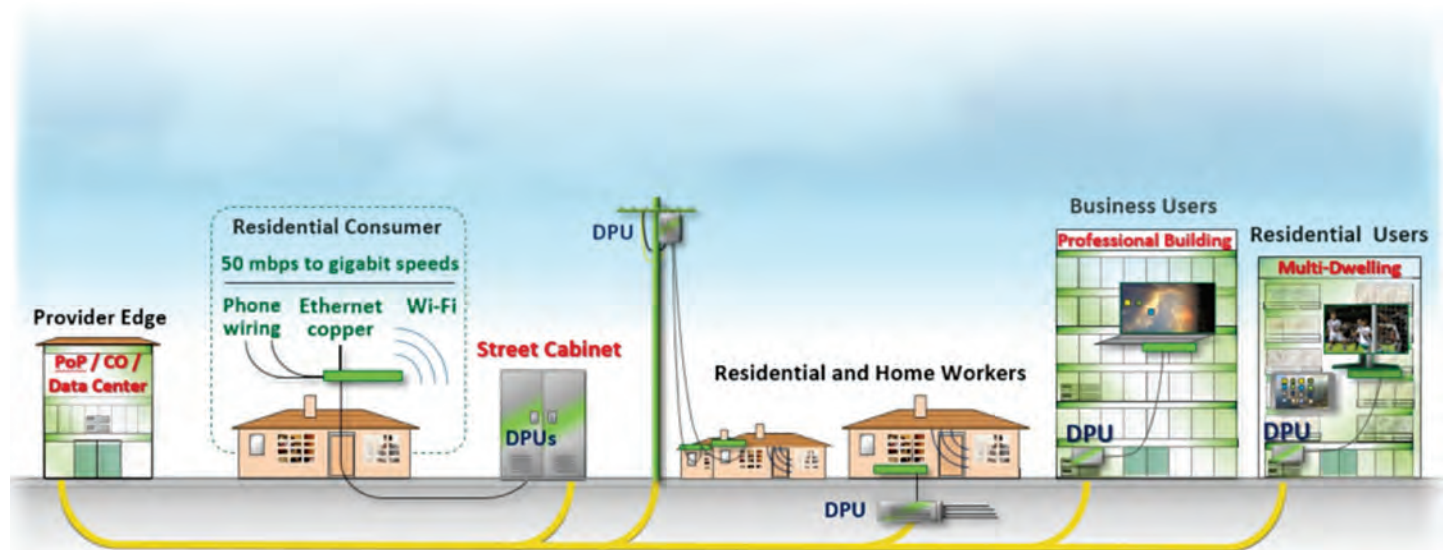 Provider Edge
PoP / CO /
Data Center
Residential Consumer
50 mbps to gigabit speeds
Phone
wiring
Ethernet
copper
Wi-Fi
Street Cabinet
DPUs
DPU
Residential and Home Workers
DPU
Business Users
Professional Building
DPU
Residential Users
Multi-Dwelling
DPU